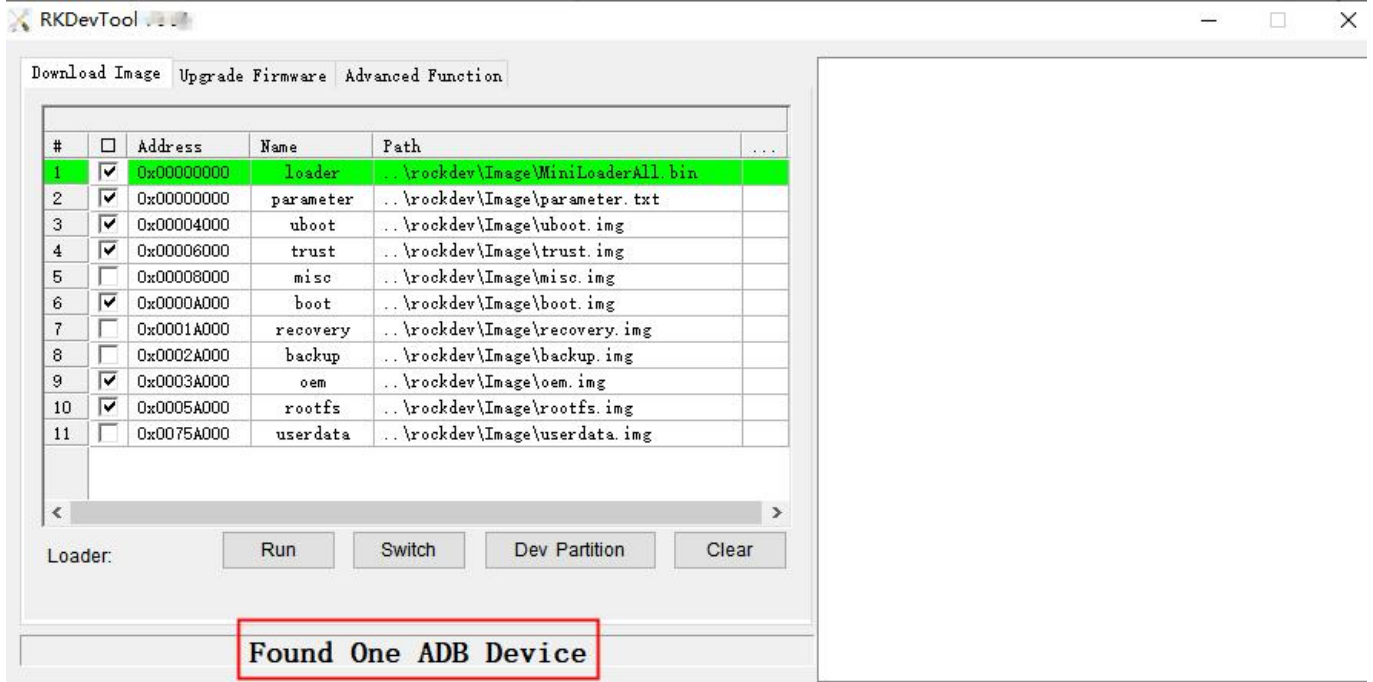 RKDevTool
Download Image Upgrade Firmware Advanced Function
# Address Name Path ...
1 0x00000000 loader ..\rockdev\Image\MiniLoaderAll.bin
2 0x00000000 parameter ..\rockdev\Image\parameter.txt
3 0x00004000 uboot ..\rockdev\Image\uboot.img
4 0x00006000 trust ..\rockdev\Image\trust.img
5 0x00008000 misc ..\rockdev\Image\misc.img
6 0x0000A000 boot ..\rockdev\Image\boot.img
7 0x0001A000 recovery ..\rockdev\Image\recovery.img
8 0x0002A000 backup ..\rockdev\Image\backup.img
9 0x0003A000 oem ..\rockdev\Image\oem.img
10 0x0005A000 rootfs ..\rockdev\Image\rootfs.img
11 0x0075A000 userdata ..\rockdev\Image\userdata.img
Loader: Run Switch Dev Partition Clear
Found One ADB Device